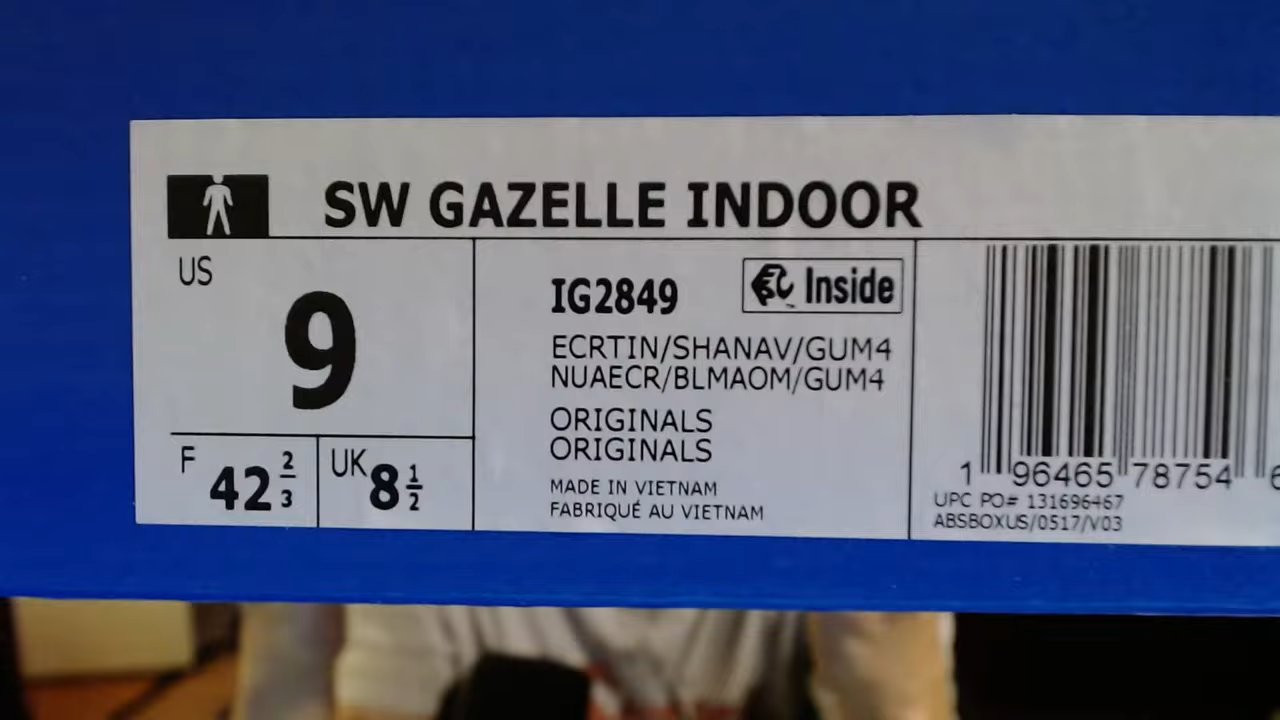 SW GAZELLE INDOOR
US
9
F 42 2/3
UK 8 1/2
IG2849
Inside
ECRTIN/SHANAV/GUM4
NUAECR/BLMAOM/GUM4
ORIGINALS
ORIGINALS
MADE IN VIETNAM
FABRIQUÉ AU VIETNAM
1 96465 78754 6
UPC PO# 131696467
ABSBOXUS/0517/V03